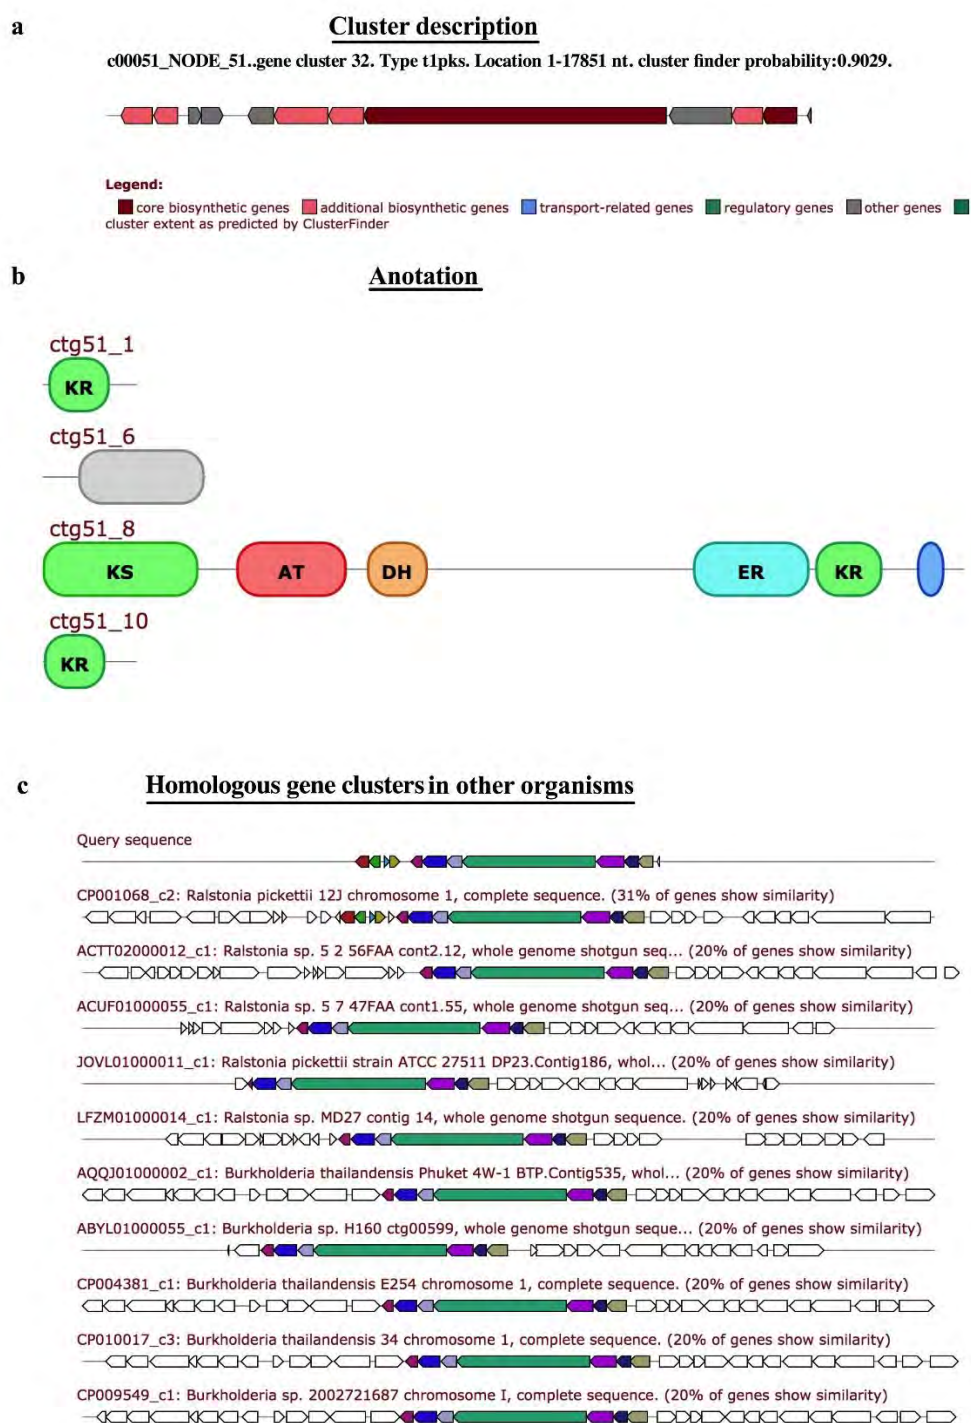 a
Cluster description
c00051_NODE_51..gene cluster 32. Type t1pks. Location 1-17851 nt. cluster finder probability:0.9029.
Legend:
core biosynthetic genes additional biosynthetic genes transport-related genes regulatory genes other genes
cluster extent as predicted by ClusterFinder
b
Anotation
ctg51_1
KR
ctg51_6
ctg51_8
KS AT DH ER KR
ctg51_10
KR
c
Homologous gene clusters in other organisms
Query sequence
CP001068_c2: Ralstonia pickettii 12J chromosome 1, complete sequence. (31% of genes show similarity)
ACTT02000012_c1: Ralstonia sp. 5 2 56FAA cont2.12, whole genome shotgun seq... (20% of genes show similarity)
ACUF01000055_c1: Ralstonia sp. 5 7 47FAA cont1.55, whole genome shotgun seq... (20% of genes show similarity)
JOVL01000011_c1: Ralstonia pickettii strain ATCC 27511 DP23.Contig186, whol... (20% of genes show similarity)
LFZM01000014_c1: Ralstonia sp. MD27 contig 14, whole genome shotgun sequence. (20% of genes show similarity)
AQQJ01000002_c1: Burkholderia thailandensis Phuket 4W-1 BTP.Contig535, whol... (20% of genes show similarity)
ABYL01000055_c1: Burkholderia sp. H160 ctg00599, whole genome shotgun seque... (20% of genes show similarity)
CP004381_c1: Burkholderia thailandensis E254 chromosome 1, complete sequence. (20% of genes show similarity)
CP010017_c3: Burkholderia thailandensis 34 chromosome 1, complete sequence. (20% of genes show similarity)
CP009549_c1: Burkholderia sp. 2002721687 chromosome I, complete sequence. (20% of genes show similarity)